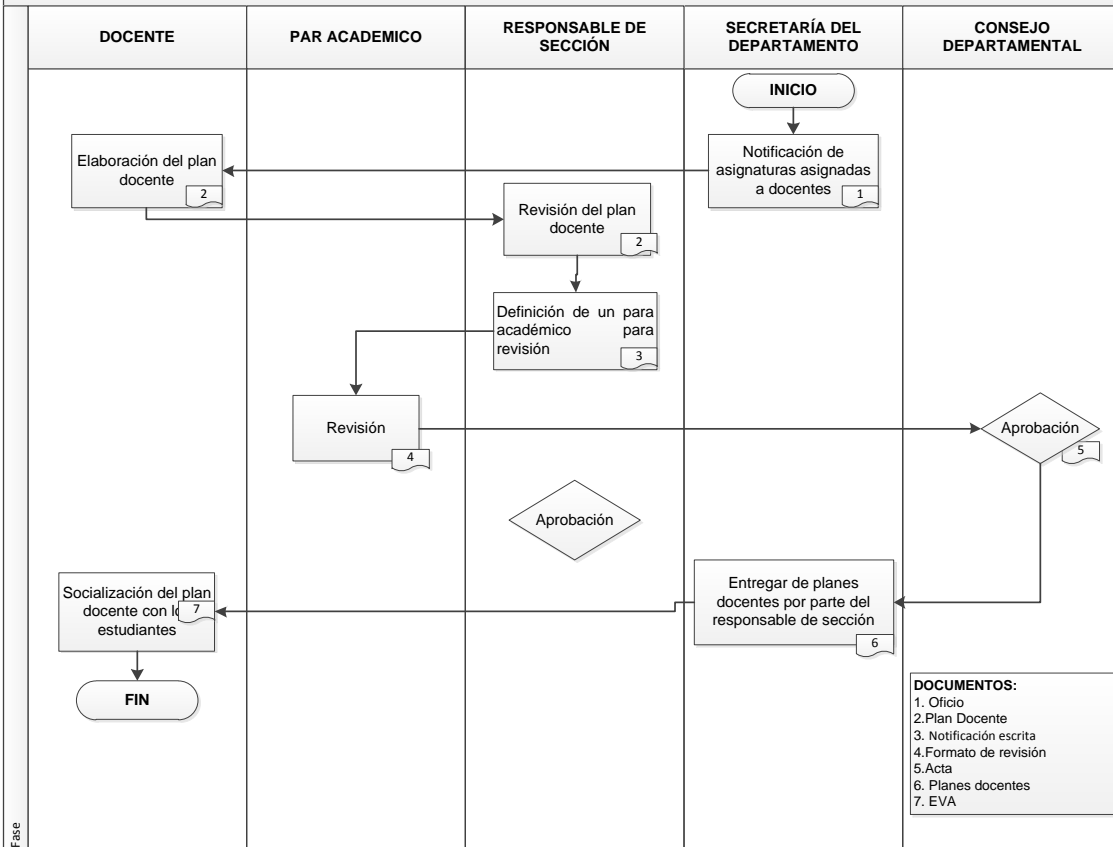 DOCENTE
PAR ACADEMICO
RESPONSABLE DE
SECCIÓN
SECRETARÍA DEL
DEPARTAMENTO
CONSEJO
DEPARTAMENTAL
INICIO
Notificación de
asignaturas asignadas
a docentes
1
Elaboración del plan
docente
2
Revisión del plan
docente
2
Definición de un para
académico para
revisión
3
Revisión
4
Aprobación
5
Aprobación
Entregar de planes
docentes por parte del
responsable de sección
6
Socialización del plan
docente con lo
estudiantes
7
FIN
DOCUMENTOS:
1. Oficio
2.Plan Docente
3. Notificación escrita
4.Formato de revisión
5.Acta
6. Planes docentes
7. EVA
Fase